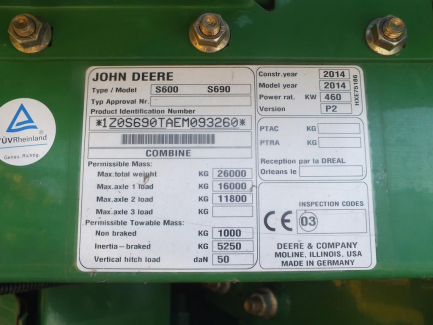 JOHN DEERE
Type / Model S600 S690
Typ Approval Nr.
Product Identification Number
*1Z0S690TAEM093260*
COMBINE
Permissible Mass:
Max.total weight KG 26000
Max.axle 1 load KG 16000
Max.axle 2 load KG 11800
Max.axle 3 load KG
Permissible Towable Mass:
Non braked KG 1000
Inertia-braked KG 5250
Vertical hitch load daN 50
Constr.year 2014
Model year 2014
Power rat. KW 460
Version P2
HXE75186
PTAC KG
PTRA KG
Reception par la DREAL
Orleans le
INSPECTION CODES
CE 03
DEERE & COMPANY
MOLINE, ILLINOIS, USA
MADE IN GERMANY
TÜVRheinland
Genau. Richtig.